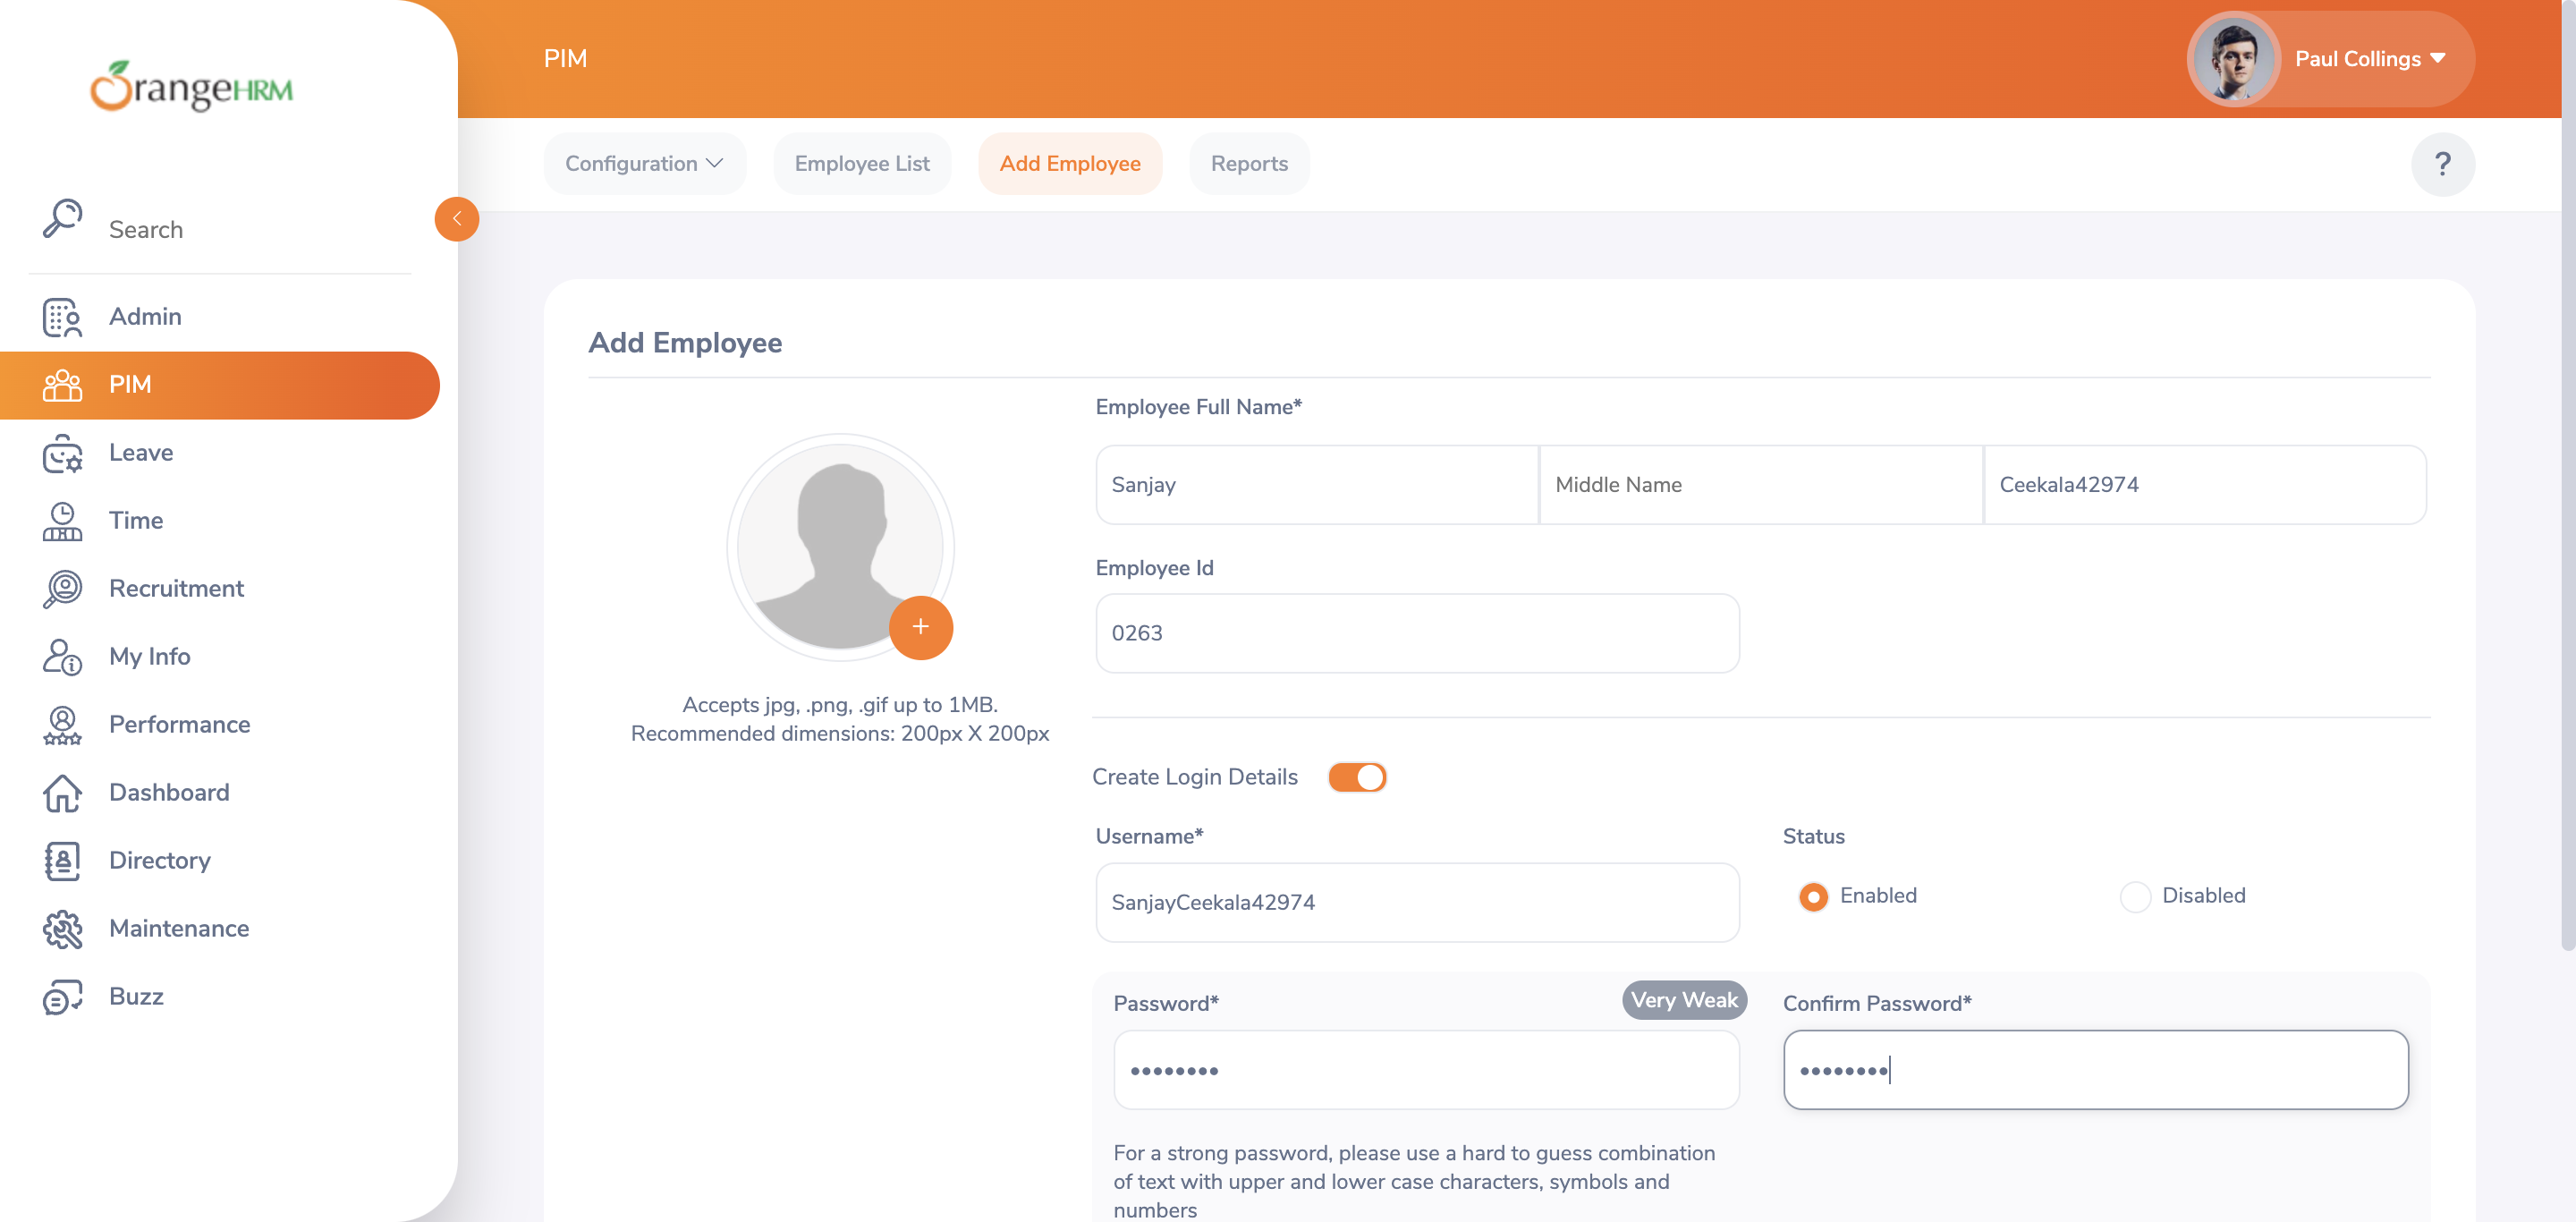 OrangeHRM
PIM
Paul Collings
Configuration
Employee List
Add Employee
Reports
?
Search
Admin
PIM
Leave
Time
Recruitment
My Info
Performance
Dashboard
Directory
Maintenance
Buzz
Add Employee
Accepts jpg, .png, .gif up to 1MB.
Recommended dimensions: 200px X 200px
Employee Full Name*
Sanjay
Middle Name
Ceekala42974
Employee Id
0263
Create Login Details
Username*
SanjayCeekala42974
Status
Enabled
Disabled
Password*
Very Weak
••••••••
Confirm Password*
••••••••
For a strong password, please use a hard to guess combination
of text with upper and lower case characters, symbols and
numbers